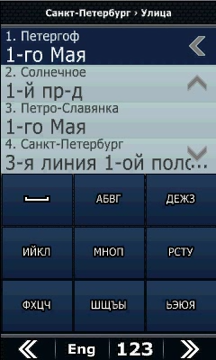 Санкт-Петербург › Улица
1. Петергоф
1-го Мая
2. Солнечное
1-й пр-д
3. Петро-Славянка
1-го Мая
4. Санкт-Петербург
3-я линия 1-ой поло...
АБВГ
ДЕЖЗ
ИЙКЛ
МНОП
РСТУ
ФХЦЧ
ШЩЪЫ
ЬЭЮЯ
Eng
123